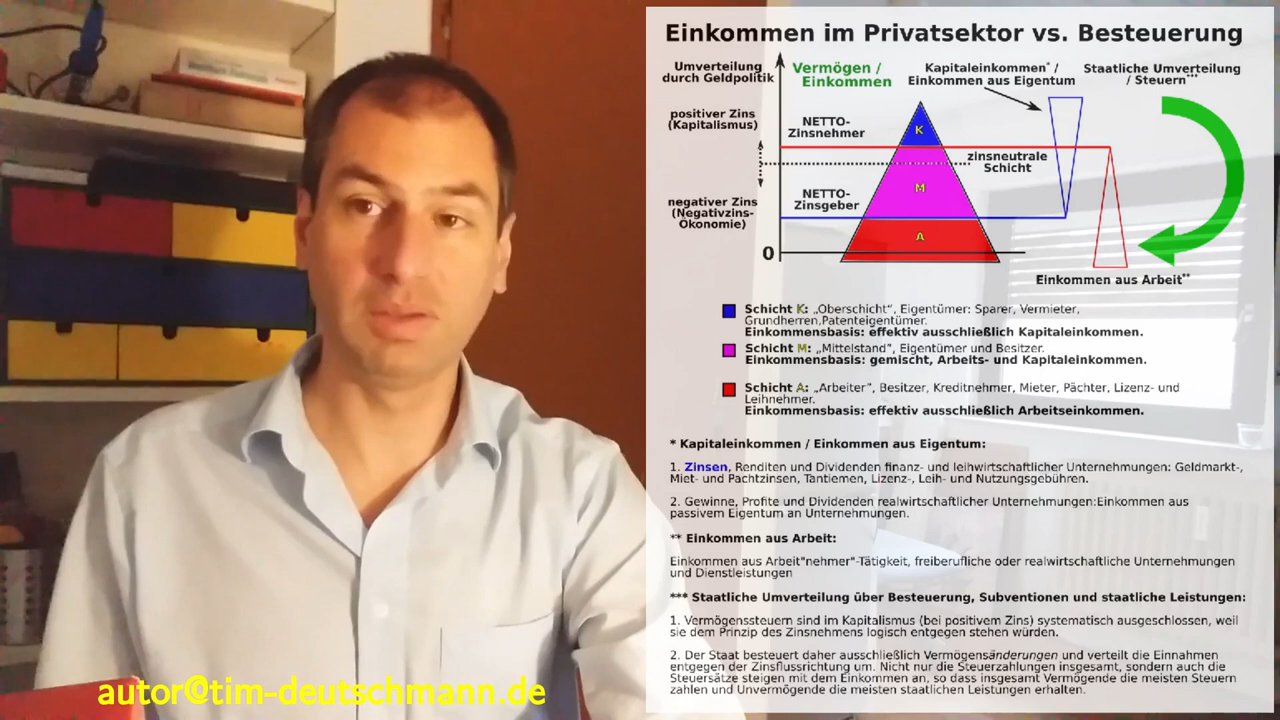 Einkommen im Privatsektor vs. Besteuerung
Umverteilung
durch Geldpolitik
Vermögen /
Einkommen
Kapitaleinkommen* /
Einkommen aus Eigentum
Staatliche Umverteilung
/ Steuern***
positiver Zins
(Kapitalismus)
NETTO-
Zinsnehmer
K
zinsneutrale
Schicht
M
negativer Zins
(Negativzins-
Ökonomie)
NETTO-
Zinsgeber
A
0
Einkommen aus Arbeit**
Schicht K: „Oberschicht“, Eigentümer: Sparer, Vermieter,
Grundherren,Patenteigentümer.
Einkommensbasis: effektiv ausschließlich Kapitaleinkommen.
Schicht M: „Mittelstand“, Eigentümer und Besitzer.
Einkommensbasis: gemischt, Arbeits- und Kapitaleinkommen.
Schicht A: „Arbeiter“, Besitzer, Kreditnehmer, Mieter, Pächter, Lizenz- und
Leihnehmer.
Einkommensbasis: effektiv ausschließlich Arbeitseinkommen.
* Kapitaleinkommen / Einkommen aus Eigentum:
1. Zinsen, Renditen und Dividenden finanz- und leihwirtschaftlicher Unternehmungen: Geldmarkt-,
Miet- und Pachtzinsen, Tantiemen, Lizenz-, Leih- und Nutzungsgebühren.
2. Gewinne, Profite und Dividenden realwirtschaftlicher Unternehmungen:Einkommen aus
passivem Eigentum an Unternehmungen.
** Einkommen aus Arbeit:
Einkommen aus Arbeit"nehmer"-Tätigkeit, freiberufliche oder realwirtschaftliche Unternehmungen
und Dienstleistungen
*** Staatliche Umverteilung über Besteuerung, Subventionen und staatliche Leistungen:
1. Vermögenssteuern sind im Kapitalismus (bei positivem Zins) systematisch ausgeschlossen, weil
sie dem Prinzip des Zinsnehmens logisch entgegen stehen würden.
2. Der Staat besteuert daher ausschließlich Vermögensänderungen und verteilt die Einnahmen
entgegen der Zinsflussrichtung um. Nicht nur die Steuerzahlungen insgesamt, sondern auch die
Steuersätze steigen mit dem Einkommen an, so dass insgesamt Vermögende die meisten Steuern
zahlen und Unvermögende die meisten staatlichen Leistungen erhalten.
autor@tim-deutschmann.de